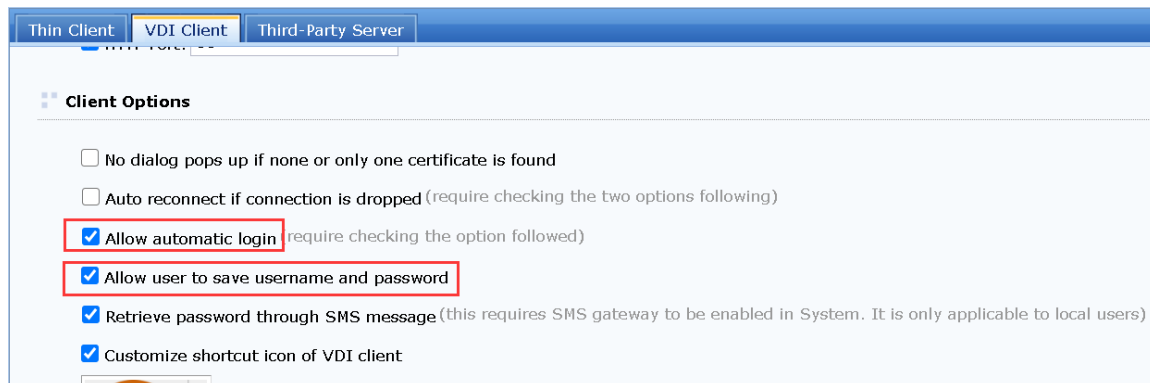 Thin Client VDI Client Third-Party Server
Client Options
No dialog pops up if none or only one certificate is found
Auto reconnect if connection is dropped (require checking the two options following)
Allow automatic login (require checking the option followed)
Allow user to save username and password
Retrieve password through SMS message (this requires SMS gateway to be enabled in System. It is only applicable to local users)
Customize shortcut icon of VDI client